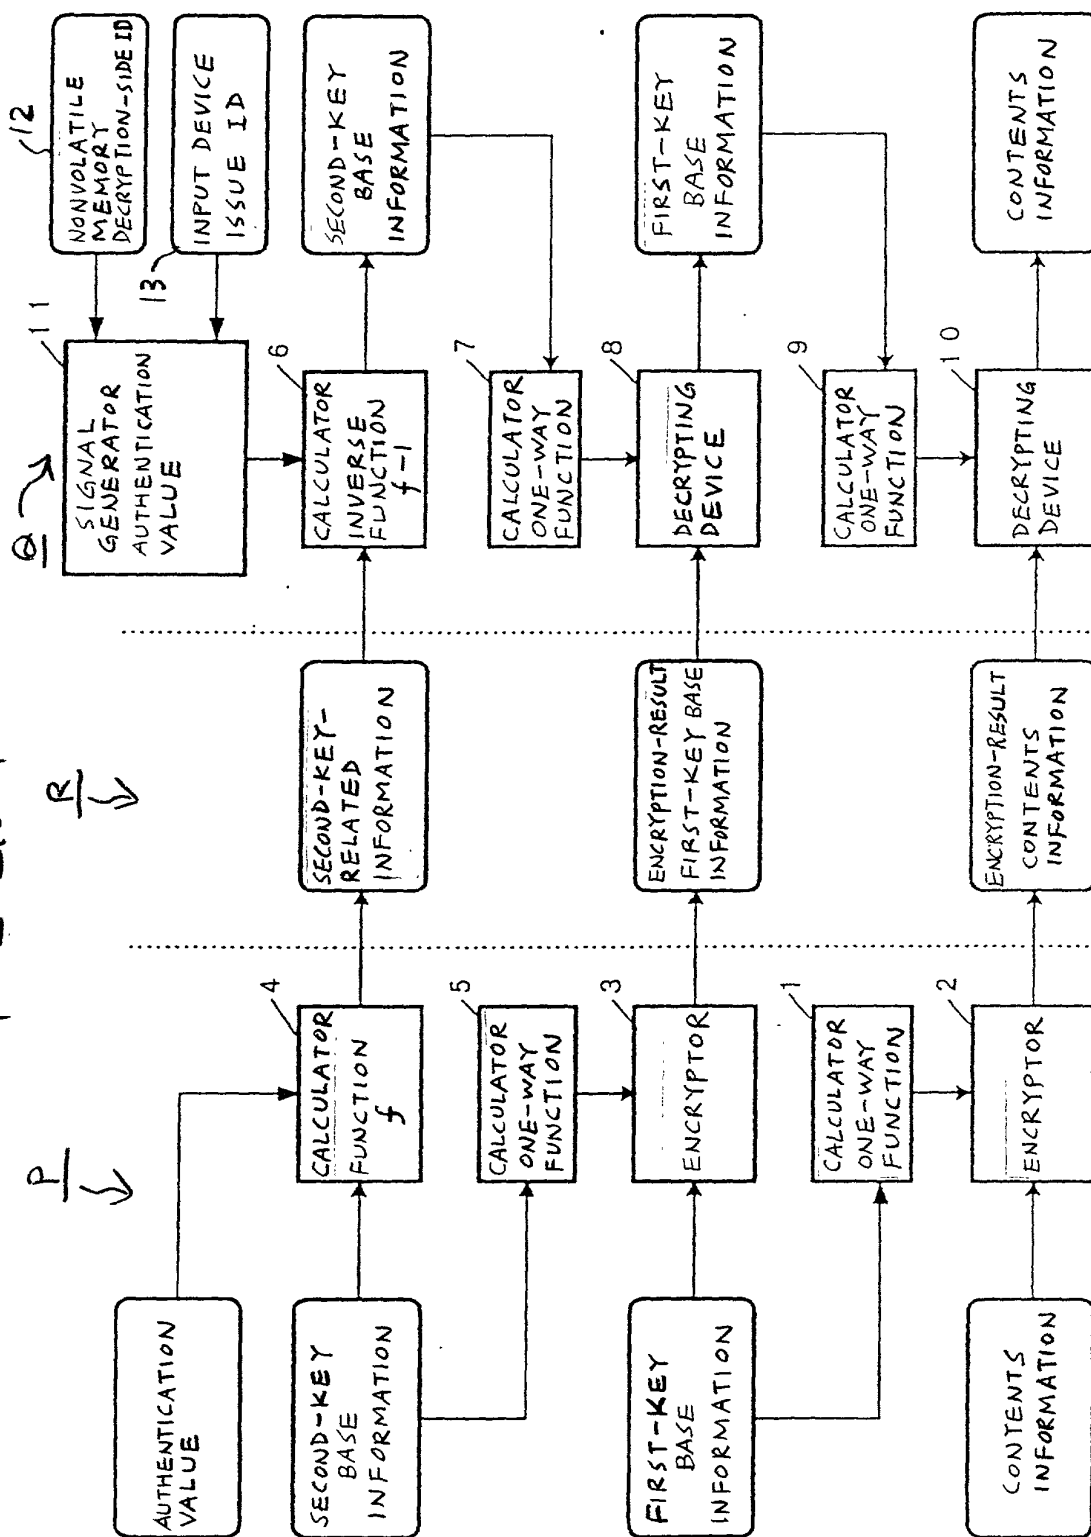 P
R
Q
AUTHENTICATION
VALUE
SECOND-KEY
BASE
INFORMATION
FIRST-KEY
BASE
INFORMATION
CONTENTS
INFORMATION
4
CALCULATOR
FUNCTION
f
5
CALCULATOR
ONE-WAY
FUNCTION
3
ENCRYPTOR
1
CALCULATOR
ONE-WAY
FUNCTION
2
ENCRYPTOR
SECOND-KEY-
RELATED
INFORMATION
ENCRYPTION-RESULT
FIRST-KEY BASE
INFORMATION
ENCRYPTION-RESULT
CONTENTS
INFORMATION
11
SIGNAL
GENERATOR
AUTHENTICATION
VALUE
6
CALCULATOR
INVERSE
FUNCTION
f-1
7
CALCULATOR
ONE-WAY
FUNCTION
8
DECRYPTING
DEVICE
9
CALCULATOR
ONE-WAY
FUNCTION
10
DECRYPTING
DEVICE
12
NONVOLATILE
MEMORY
DECRYPTION-SIDE ID
13
INPUT DEVICE
ISSUE ID
SECOND-KEY
BASE
INFORMATION
FIRST-KEY
BASE
INFORMATION
CONTENTS
INFORMATION